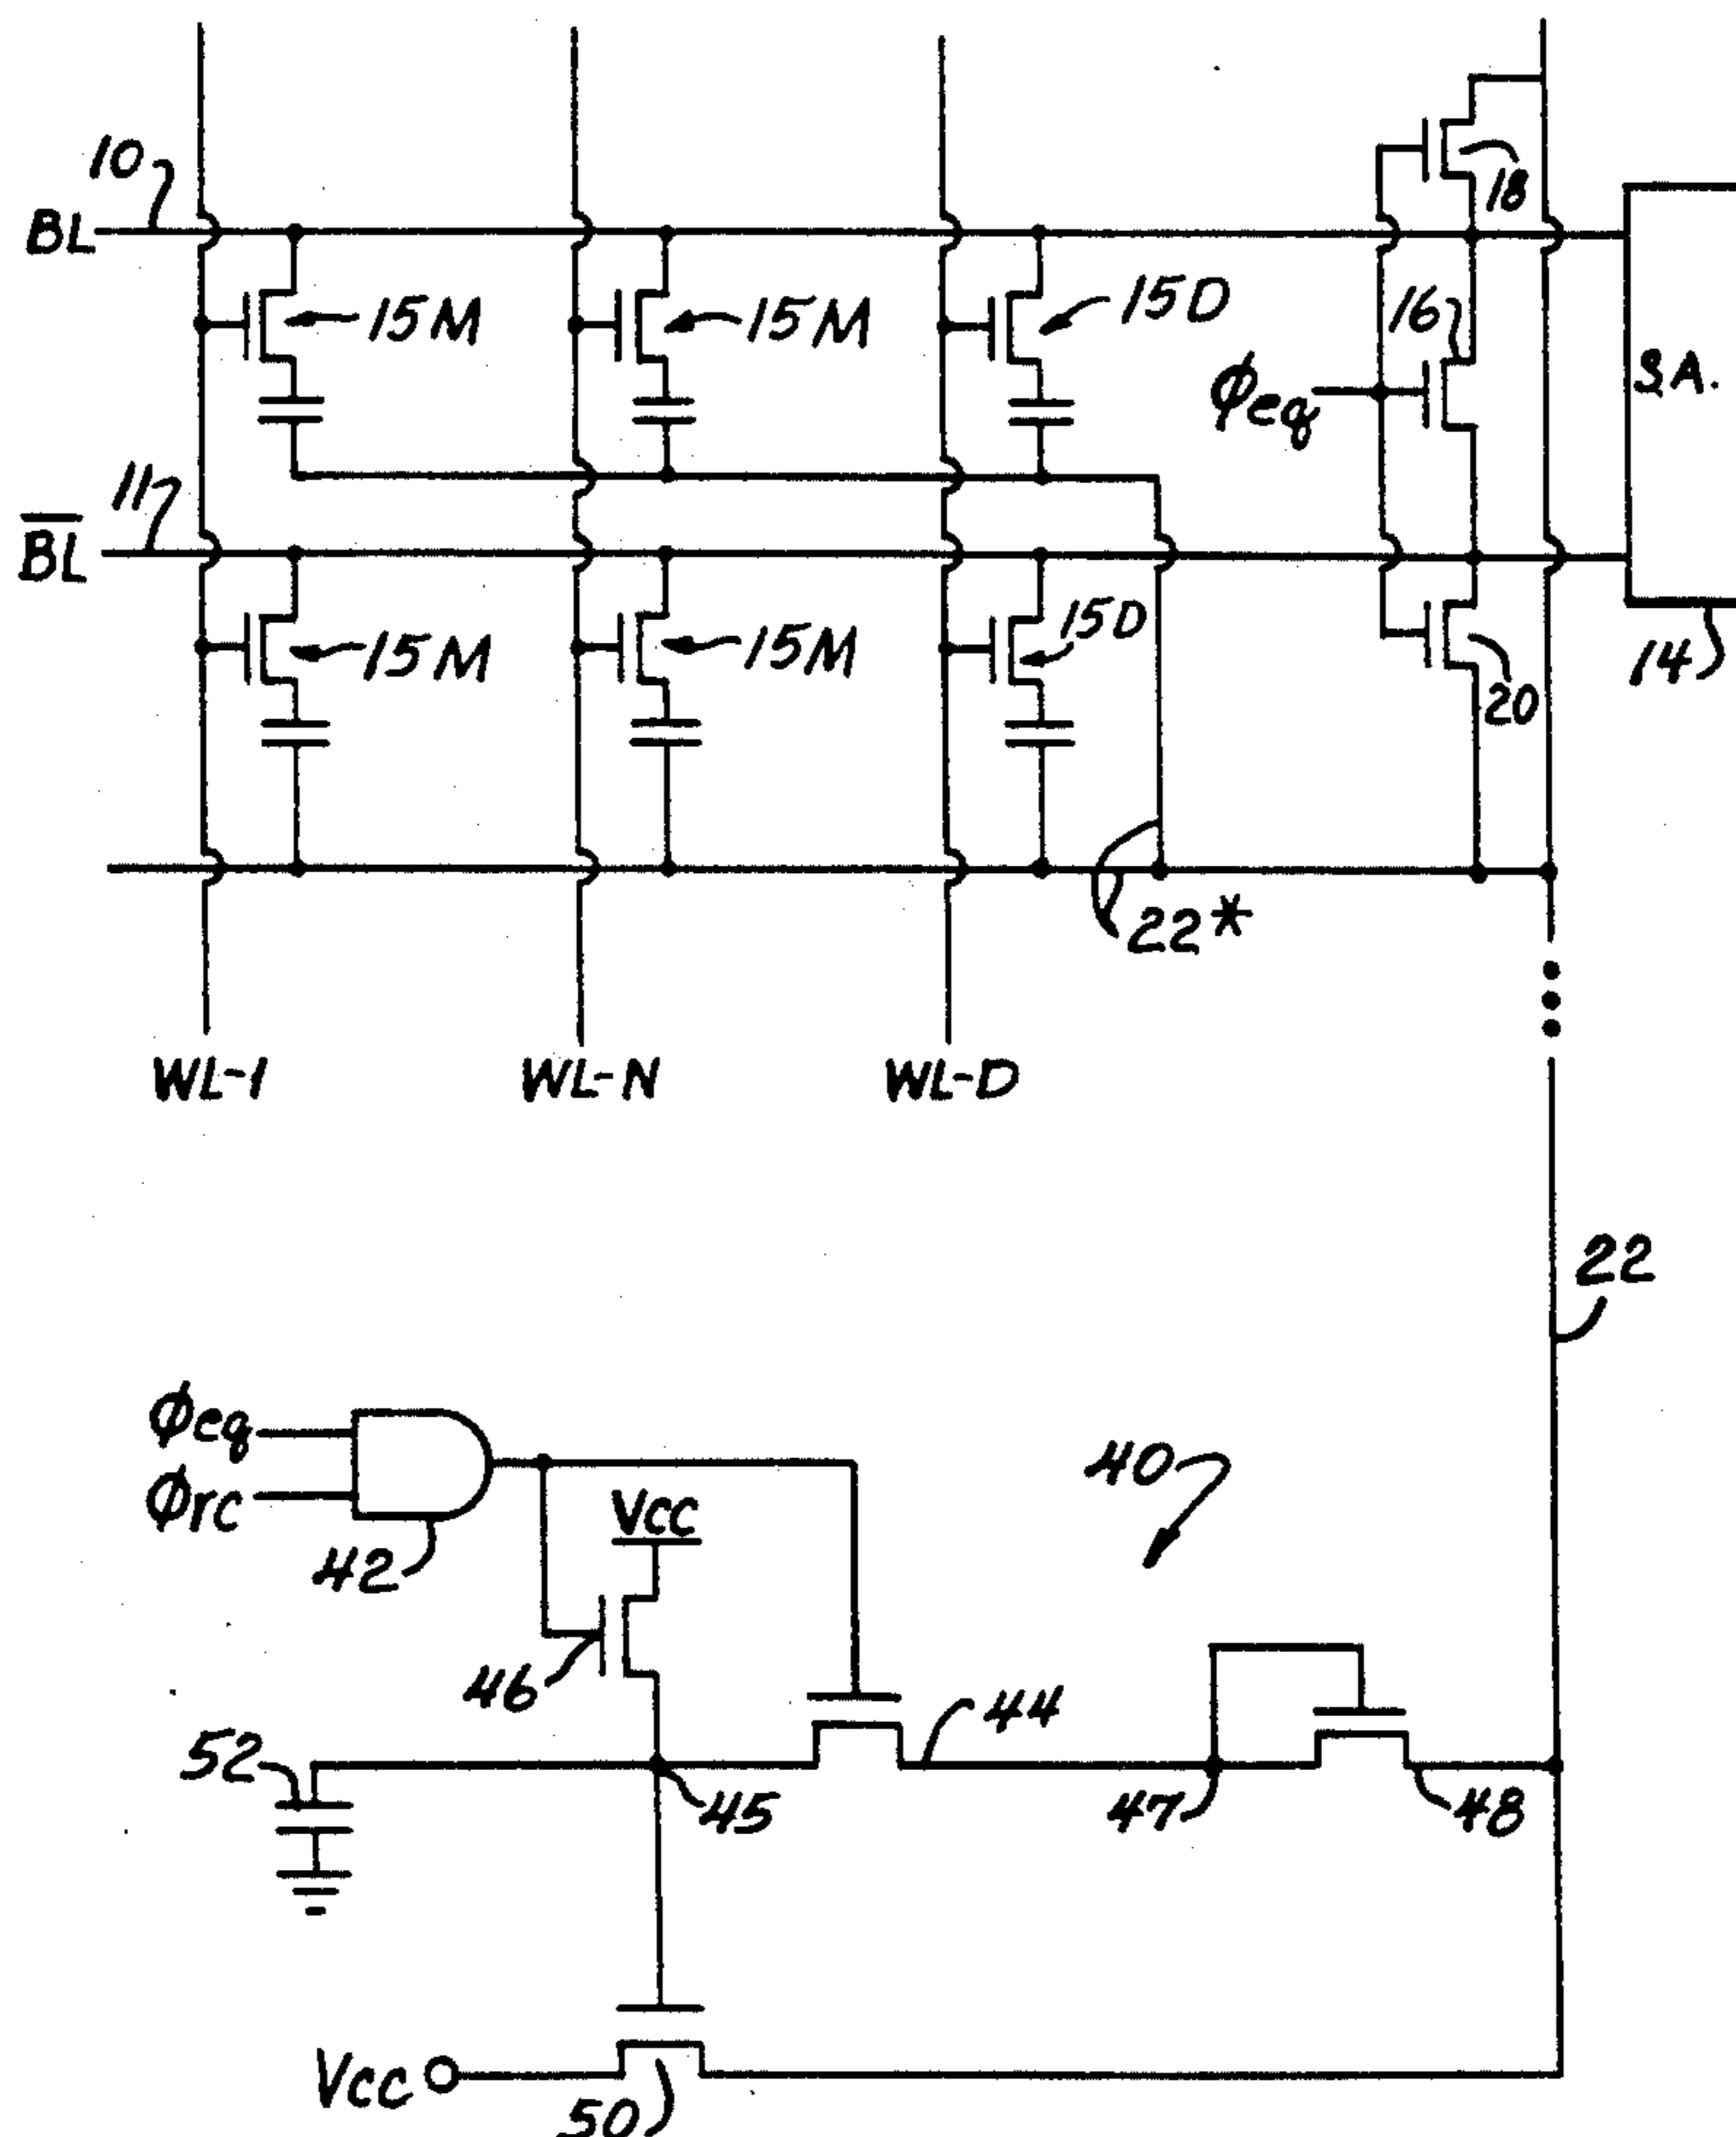 10
BL
18
15M
15M
15D
16
φeq
S.A.
11
B̅L̅
15M
15M
15D
20
14
22*
WL-1
WL-N
WL-D
22
φeq
φrc
42
Vcc
40
46
44
52
45
47
48
Vcc
50